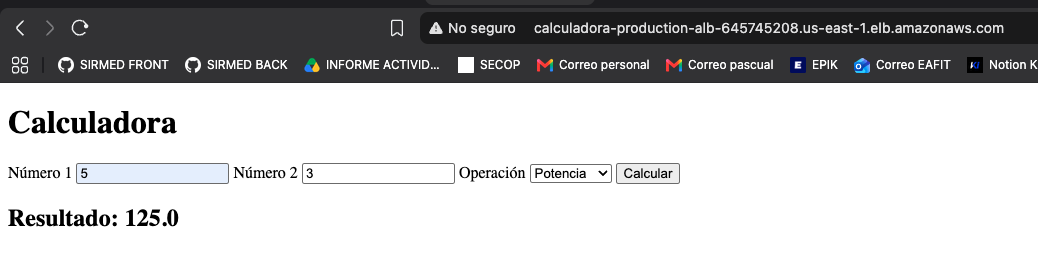 No seguro calculadora-production-alb-645745208.us-east-1.elb.amazonaws.com
SIRMED FRONT SIRMED BACK INFORME ACTIVID... SECOP Correo personal Correo pascual E EPIK Correo EAFIT Notion K
Calculadora
Número 1 5 Número 2 3 Operación Potencia Calcular
Resultado: 125.0